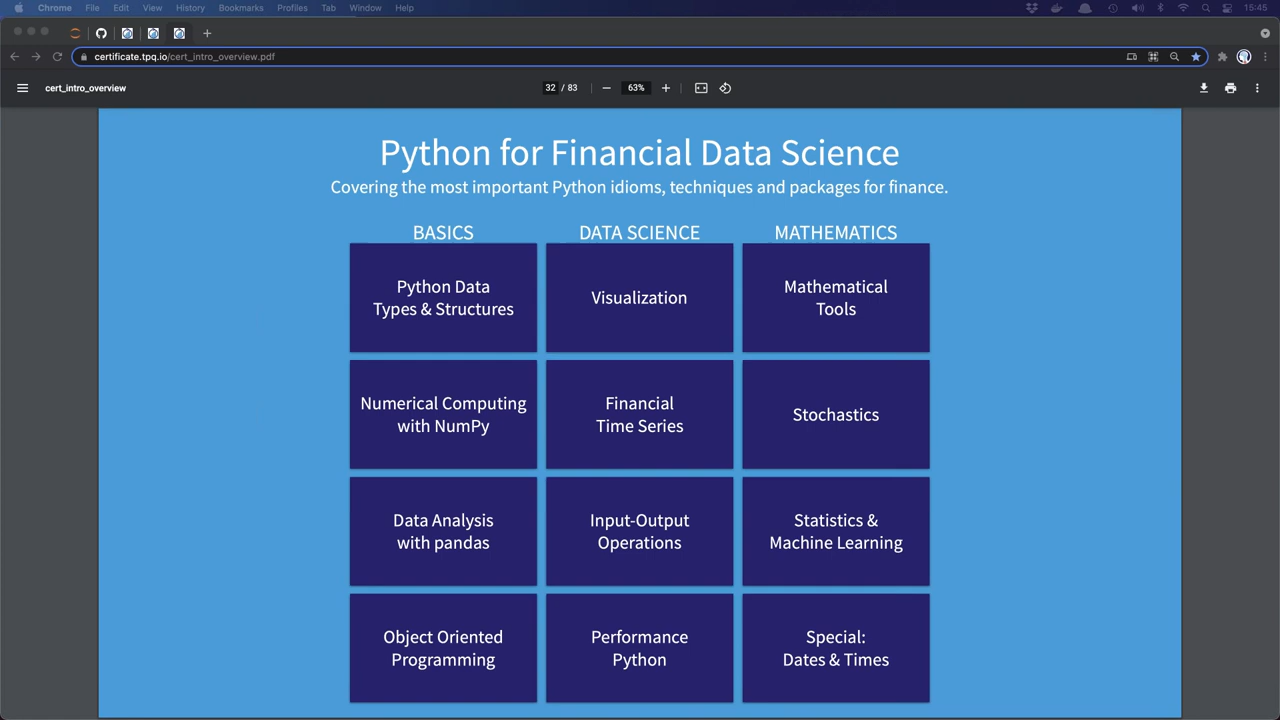 Chrome File Edit View History Bookmarks Profiles Tab Window Help 15:45
certificate.tpq.io/cert_intro_overview.pdf
cert_intro_overview 32 / 83 63%
Python for Financial Data Science
Covering the most important Python idioms, techniques and packages for finance.
BASICS DATA SCIENCE MATHEMATICS
Python Data
Types & Structures
Visualization
Mathematical
Tools
Numerical Computing
with NumPy
Financial
Time Series
Stochastics
Data Analysis
with pandas
Input-Output
Operations
Statistics &
Machine Learning
Object Oriented
Programming
Performance
Python
Special:
Dates & Times